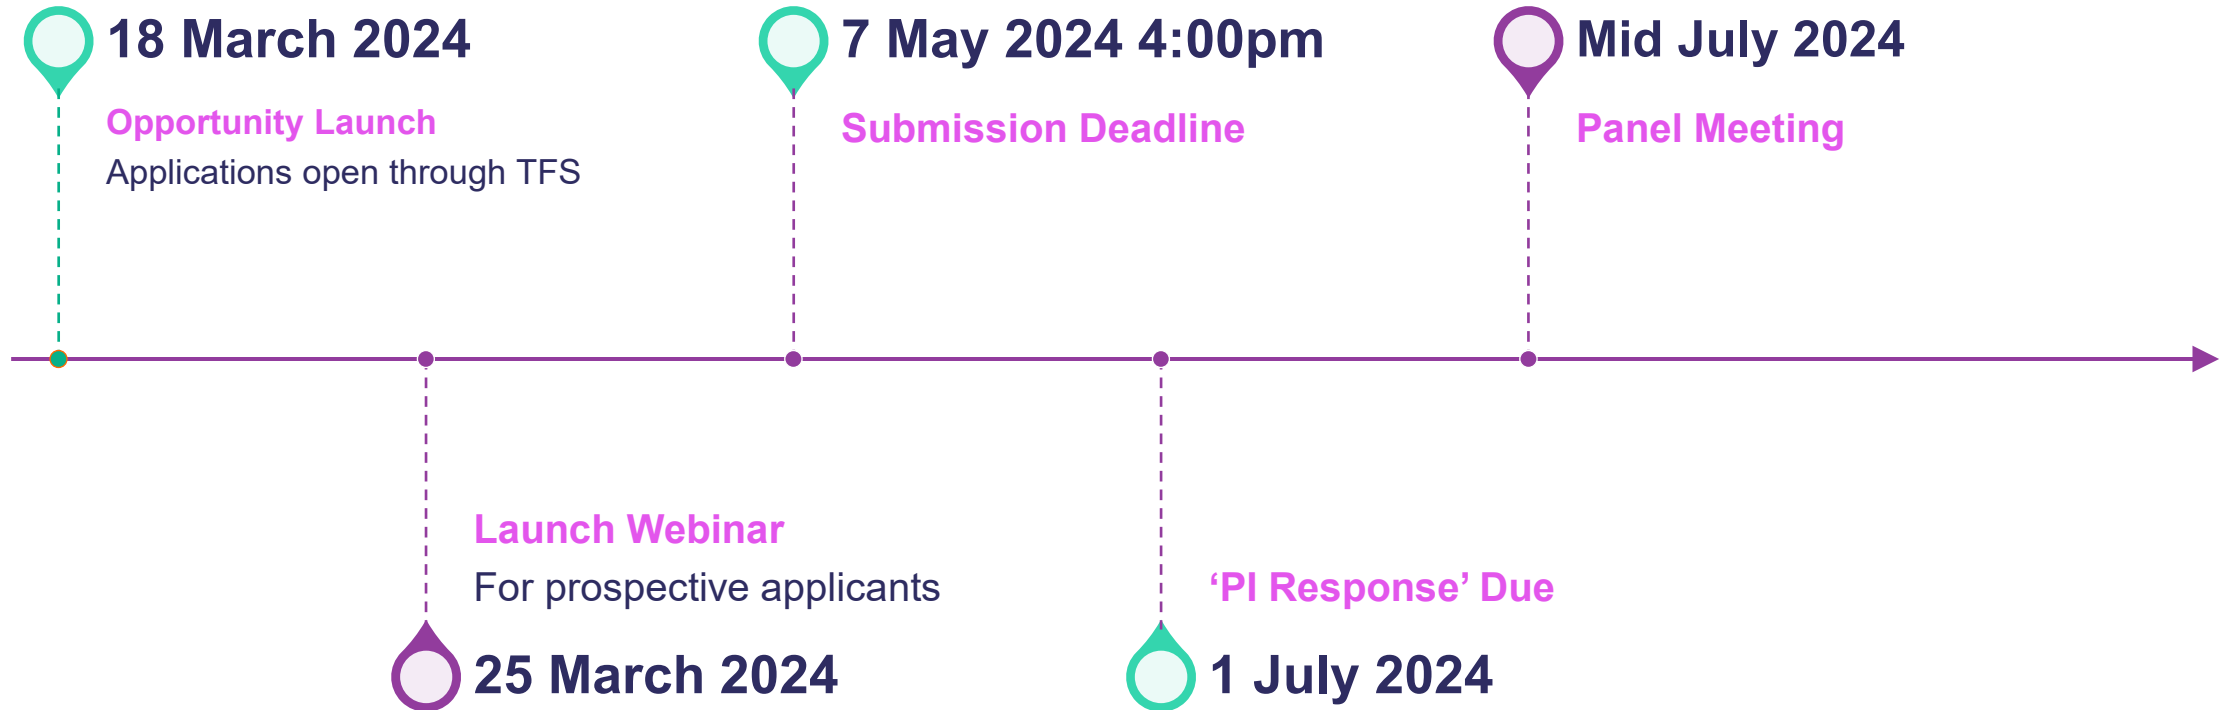 18 March 2024
Opportunity Launch
Applications open through TFS
7 May 2024 4:00pm
Submission Deadline
Mid July 2024
Panel Meeting
Launch Webinar
For prospective applicants
25 March 2024
‘PI Response’ Due
1 July 2024